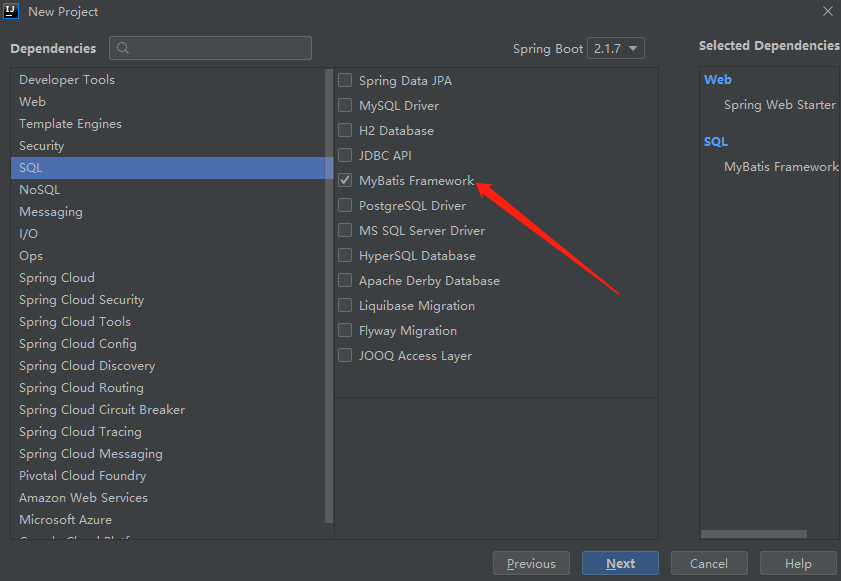 IJ New Project
Dependencies
Spring Boot 2.1.7
Selected Dependencies
Developer Tools
Web
Template Engines
Security
SQL
NoSQL
Messaging
I/O
Ops
Spring Cloud
Spring Cloud Security
Spring Cloud Tools
Spring Cloud Config
Spring Cloud Discovery
Spring Cloud Routing
Spring Cloud Circuit Breaker
Spring Cloud Tracing
Spring Cloud Messaging
Pivotal Cloud Foundry
Amazon Web Services
Microsoft Azure
Spring Data JPA
MySQL Driver
H2 Database
JDBC API
MyBatis Framework
PostgreSQL Driver
MS SQL Server Driver
HyperSQL Database
Apache Derby Database
Liquibase Migration
Flyway Migration
JOOQ Access Layer
Web
Spring Web Starter
SQL
MyBatis Framework
Previous
Next
Cancel
Help